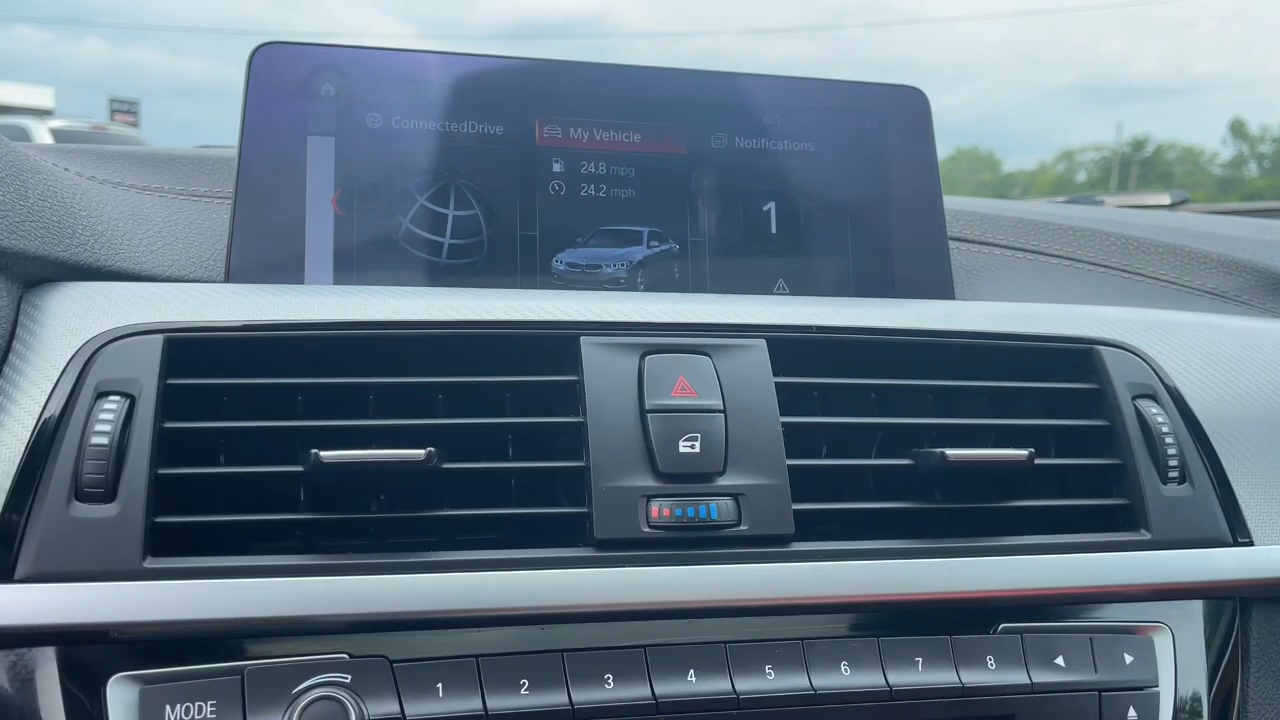 ConnectedDrive
My Vehicle
Notifications
24.8 mpg
24.2 mph
1
MODE
1 2 3 4 5 6 7 8